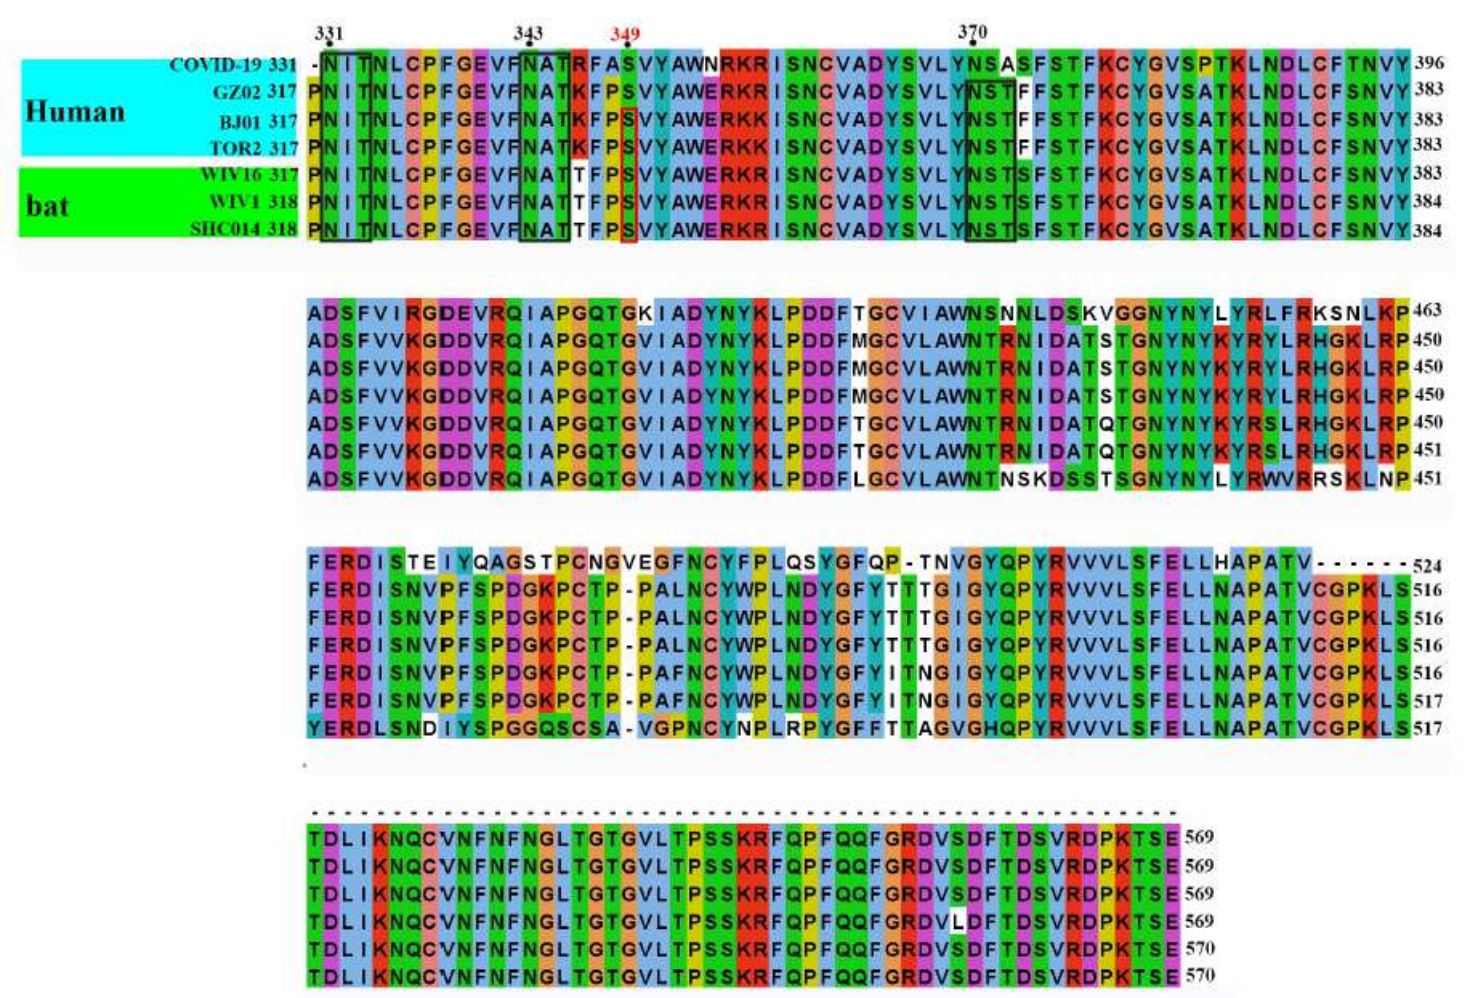 331 343 349 370
COVID-19 331 -NITNLCPFGEVFNATRFASVYAWNRKRISNCVADYSVLYNSASFSTFKCYGVSPTKLNDLCFTNVY 396
Human
GZ02 317 PNITNLCPFGEVFNATKFPSVYAWERKRISNCVADYSVLYNSTFFSTFKCYGVSATKLNDLCFSNVY 383
BJ01 317 PNITNLCPFGEVFNATKFPSVYAWERKKISNCVADYSVLYNSTFFSTFKCYGVSATKLNDLCFSNVY 383
TOR2 317 PNITNLCPFGEVFNATKFPSVYAWERKKISNCVADYSVLYNSTFFSTFKCYGVSATKLNDLCFSNVY 383
WIV16 317 PNITNLCPFGEVFNATTFPSVYAWERKRISNCVADYSVLYNSTSFSTFKCYGVSATKLNDLCFSNVY 383
bat
WIV1 318 PNITNLCPFGEVFNATTFPSVYAWERKRISNCVADYSVLYNSTSFSTFKCYGVSATKLNDLCFSNVY 384
SHC014 318 PNITNLCPFGEVFNATTFPSVYAWERKRISNCVADYSVLYNSTSFSTFKCYGVSATKLNDLCFSNVY 384
ADSFVIRGDEVRQIAPGQTGKIADYNYKLPDDFTGCVIAWNSNNLDSKVGGNYNYLYRLFRKSNLKP 463
ADSFVVKGDDVRQIAPGQTGVIADYNYKLPDDFMGCVLAWNTRNIDATSTGNYNYKYRYLRHGKLRP 450
ADSFVVKGDDVRQIAPGQTGVIADYNYKLPDDFMGCVLAWNTRNIDATSTGNYNYKYRYLRHGKLRP 450
ADSFVVKGDDVRQIAPGQTGVIADYNYKLPDDFMGCVLAWNTRNIDATSTGNYNYKYRYLRHGKLRP 450
ADSFVVKGDDVRQIAPGQTGVIADYNYKLPDDFTGCVLAWNTRNIDATQTGNYNYKYRSLRHGKLRP 450
ADSFVVKGDDVRQIAPGQTGVIADYNYKLPDDFTGCVLAWNTRNIDATQTGNYNYKYRSLRHGKLRP 451
ADSFVVKGDDVRQIAPGQTGVIADYNYKLPDDFLGCVLAWNTNSKDSSTSGNYNYLYRWVRRSKLNP 451
FERDISTEIYQAGSTPCNGVEGFNCYFPLQSYGFQP-TNVGYQPYRVVVLSFELLHAPATV------ 524
FERDISNVPFSPDGKPCTP-PALNCYWPLNDYGFYTTTGIGYQPYRVVVLSFELLNAPATVCGPKLS 516
FERDISNVPFSPDGKPCTP-PALNCYWPLNDYGFYTTTGIGYQPYRVVVLSFELLNAPATVCGPKLS 516
FERDISNVPFSPDGKPCTP-PALNCYWPLNDYGFYTTTGIGYQPYRVVVLSFELLNAPATVCGPKLS 516
FERDISNVPFSPDGKPCTP-PAFNCYWPLNDYGFYITNGIGYQPYRVVVLSFELLNAPATVCGPKLS 516
FERDISNVPFSPDGKPCTP-PAFNCYWPLNDYGFYITNGIGYQPYRVVVLSFELLNAPATVCGPKLS 517
YERDLSNDIYSPGGQSCSA-VGPNCYNPLRPYGFFTTAGVGHQPYRVVVLSFELLNAPATVCGPKLS 517
-----------------------------------------------------
TDLIKNQCVNFNFNGLTGTGVLTPSSKRFQPFQQFGRDVSDFTDSVRDPKTSE 569
TDLIKNQCVNFNFNGLTGTGVLTPSSKRFQPFQQFGRDVSDFTDSVRDPKTSE 569
TDLIKNQCVNFNFNGLTGTGVLTPSSKRFQPFQQFGRDVSDFTDSVRDPKTSE 569
TDLIKNQCVNFNFNGLTGTGVLTPSSKRFQPFQQFGRDVLDFTDSVRDPKTSE 569
TDLIKNQCVNFNFNGLTGTGVLTPSSKRFQPFQQFGRDVSDFTDSVRDPKTSE 570
TDLIKNQCVNFNFNGLTGTGVLTPSSKRFQPFQQFGRDVSDFTDSVRDPKTSE 570